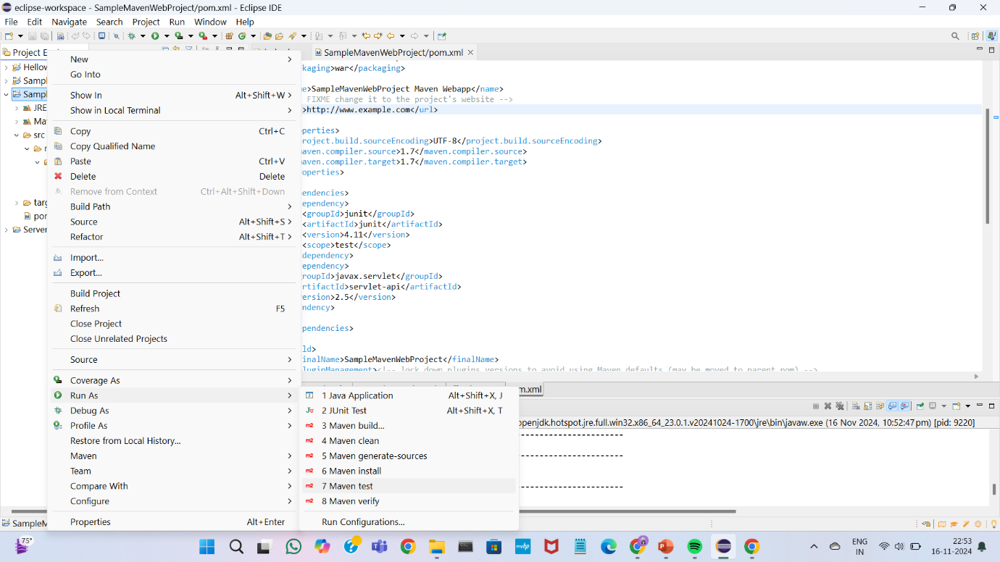 eclipse-workspace - SampleMavenWebProject/pom.xml - Eclipse IDE
File Edit Navigate Search Project Run Window Help
Project E
SampleMavenWebProject/pom.xml
Hellow
Sampl
Sampl
JRE
Ma
src
targ
Server
New
Go Into
Show In Alt+Shift+W
Show in Local Terminal
Copy Ctrl+C
Copy Qualified Name
Paste Ctrl+V
Delete Delete
Remove from Context Ctrl+Alt+Shift+Down
Build Path
Source Alt+Shift+S
Refactor Alt+Shift+T
Import...
Export...
Build Project
Refresh F5
Close Project
Close Unrelated Projects
Source
Coverage As
Run As
Debug As
Profile As
Restore from Local History...
Maven
Team
Compare With
Configure
Properties Alt+Enter
1 Java Application Alt+Shift+X, J
2 JUnit Test Alt+Shift+X, T
3 Maven build...
4 Maven clean
5 Maven generate-sources
6 Maven install
7 Maven test
8 Maven verify
Run Configurations...
kaging>war</packaging>
e>SampleMavenWebProject Maven Webapp</name>
FIXME change it to the project's website -->
>http://www.example.com</url>
perties>
roject.build.sourceEncoding>UTF-8</project.build.sourceEncoding>
aven.compiler.source>1.7</maven.compiler.source>
aven.compiler.target>1.7</maven.compiler.target>
operties>
endencies>
ependency>
<groupId>junit</groupId>
<artifactId>junit</artifactId>
<version>4.11</version>
<scope>test</scope>
dependency>
ependency>
roupId>javax.servlet</groupId>
rtifactId>servlet-api</artifactId>
ersion>2.5</version>
ndency>
pendencies>
ld>
inalName>SampleMavenWebProject</finalName>
luginManagement><!-- lock down plugins versions to avoid using Maven defaults (may be moved to parent pom) -->
m.xml
openjdk.hotspot.jre.full.win32.x86_64_23.0.1.v20241024-1700\jre\bin\javaw.exe (16 Nov 2024, 10:52:47 pm) [pid: 9220]
------------------------
------------------------
------------------------
SampleM
75°
ENG
IN
22:53
16-11-2024